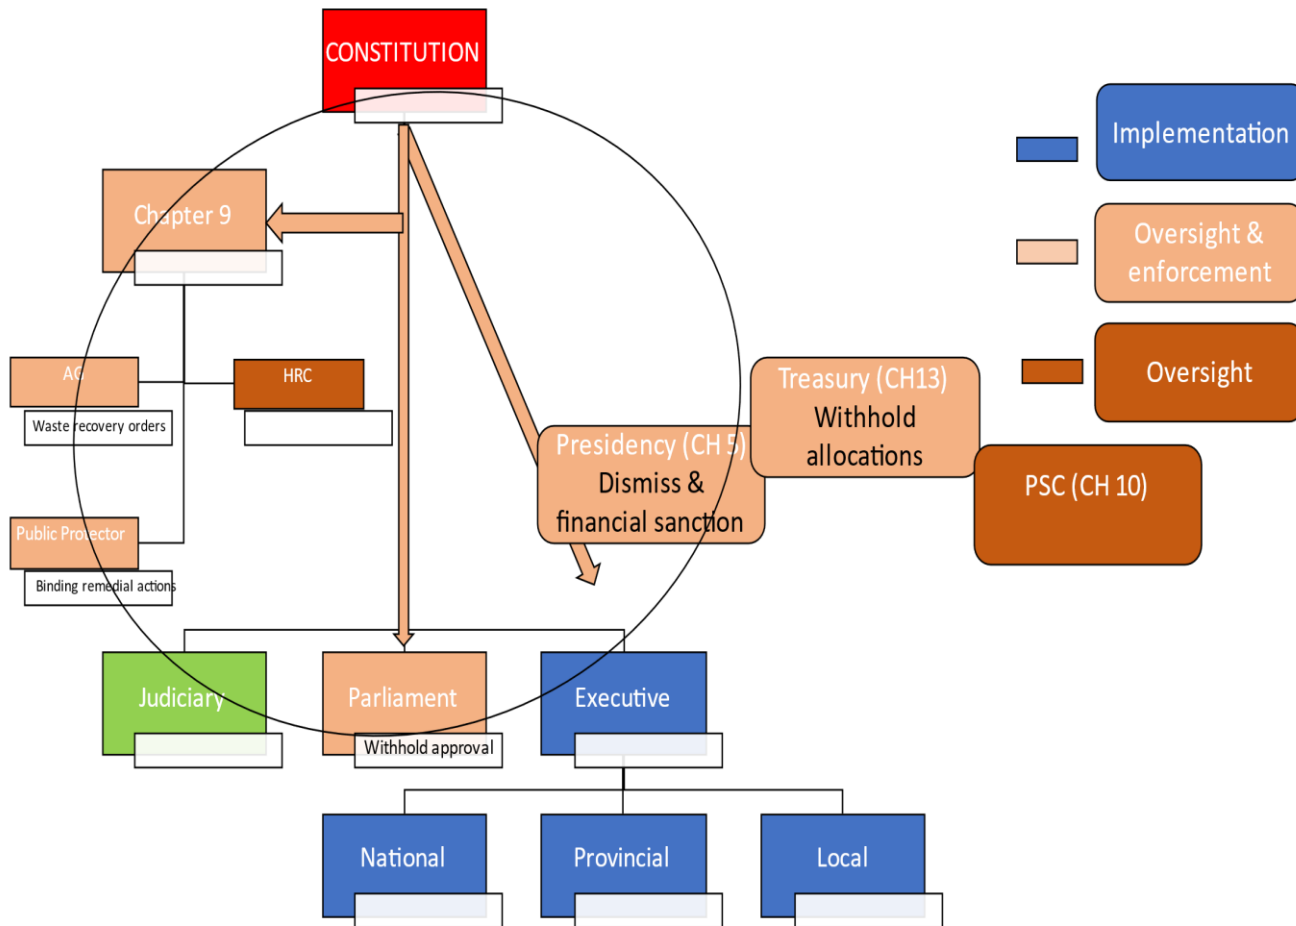 CONSTITUTION
Implementation
Chapter 9
Oversight &
enforcement
AG
Waste recovery orders
HRC
Treasury (CH13)
Withhold
allocations
Oversight
Presidency (CH 5)
Dismiss &
financial sanction
PSC (CH 10)
Public Protector
Binding remedial actions
Judiciary
Parliament
Withhold approval
Executive
National
Provincial
Local